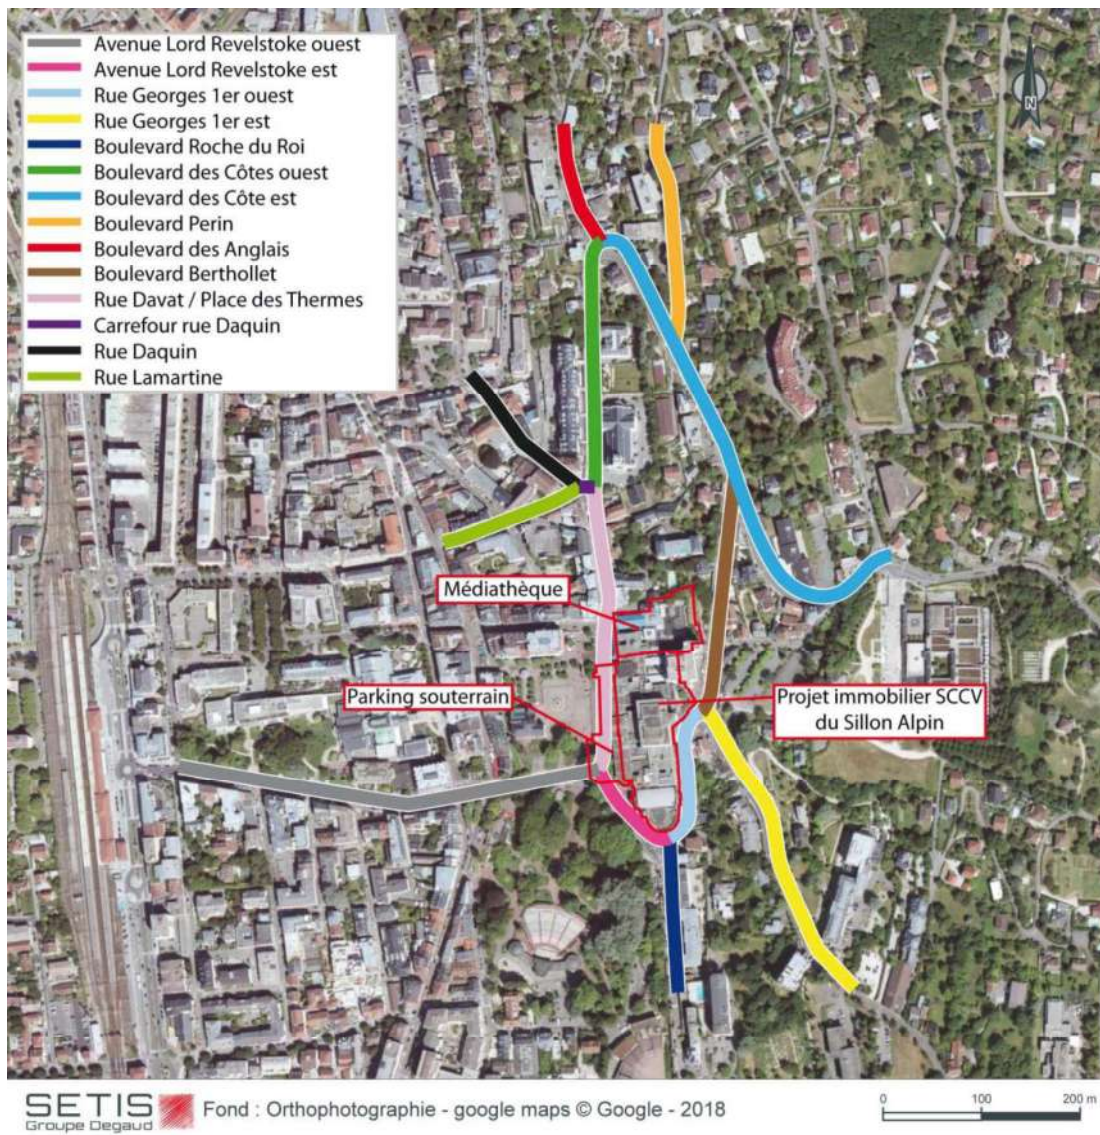 Avenue Lord Revelstoke ouest
Avenue Lord Revelstoke est
Rue Georges 1er ouest
Rue Georges 1er est
Boulevard Roche du Roi
Boulevard des Côtes ouest
Boulevard des Côte est
Boulevard Perin
Boulevard des Anglais
Boulevard Berthollet
Rue Davat / Place des Thermes
Carrefour rue Daquin
Rue Daquin
Rue Lamartine
N
Médiathèque
Parking souterrain
Projet immobilier SCCV
du Sillon Alpin
SETIS
Groupe Degaud
Fond : Orthophotographie - google maps © Google - 2018
0 100 200 m